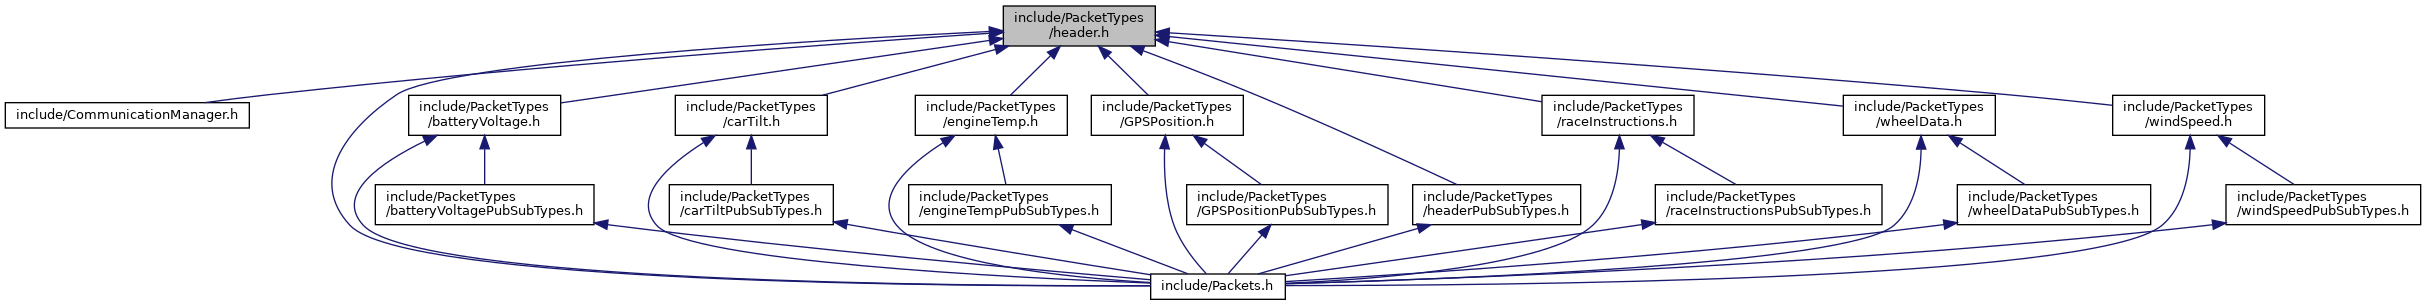 include/PacketTypes
/header.h
include/CommunicationManager.h
include/PacketTypes
/batteryVoltage.h
include/PacketTypes
/carTilt.h
include/PacketTypes
/engineTemp.h
include/PacketTypes
/GPSPosition.h
include/PacketTypes
/raceInstructions.h
include/PacketTypes
/wheelData.h
include/PacketTypes
/windSpeed.h
include/PacketTypes
/batteryVoltagePubSubTypes.h
include/PacketTypes
/carTiltPubSubTypes.h
include/PacketTypes
/engineTempPubSubTypes.h
include/PacketTypes
/GPSPositionPubSubTypes.h
include/PacketTypes
/headerPubSubTypes.h
include/PacketTypes
/raceInstructionsPubSubTypes.h
include/PacketTypes
/wheelDataPubSubTypes.h
include/PacketTypes
/windSpeedPubSubTypes.h
include/Packets.h